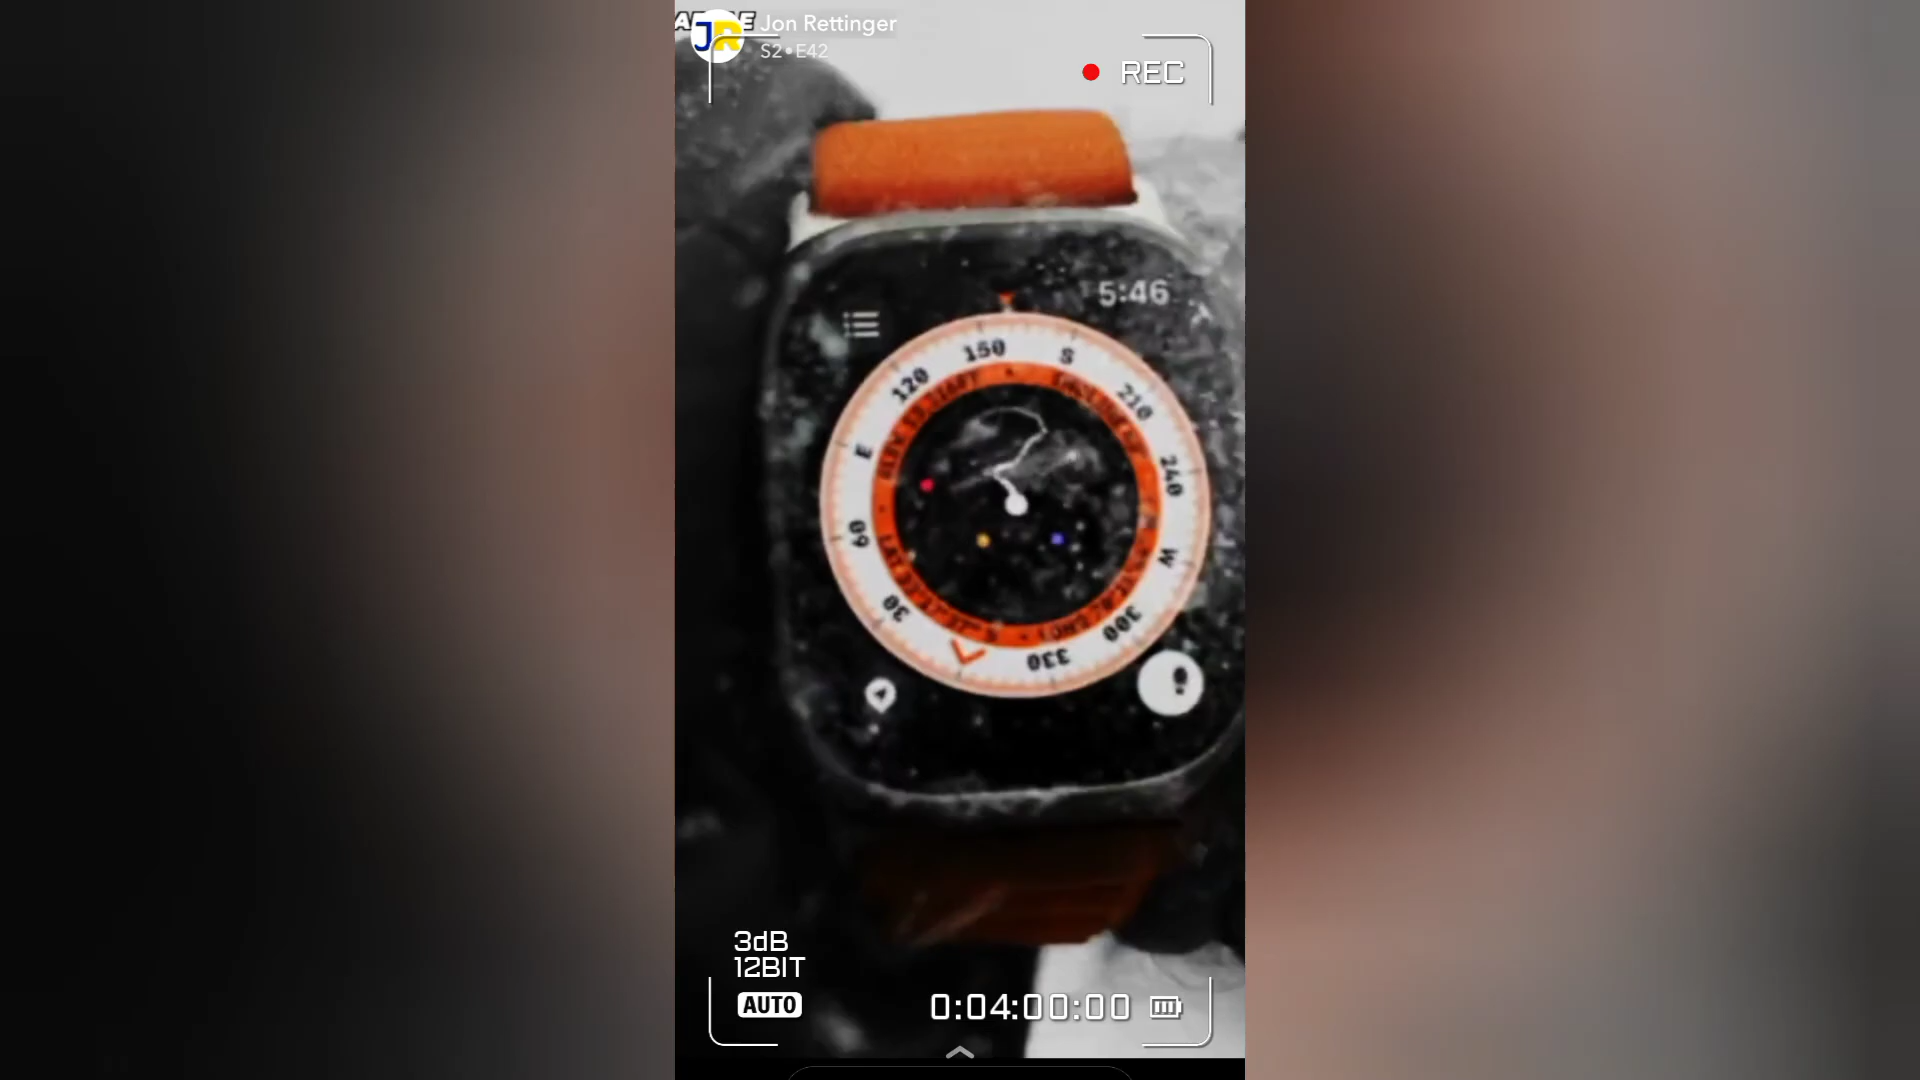 Jon Rettinger
S2•E42
REC
5:46
150
S
120
210
E
240
60
W
30
300
330
3dB
12BIT
AUTO
0:04:00:00